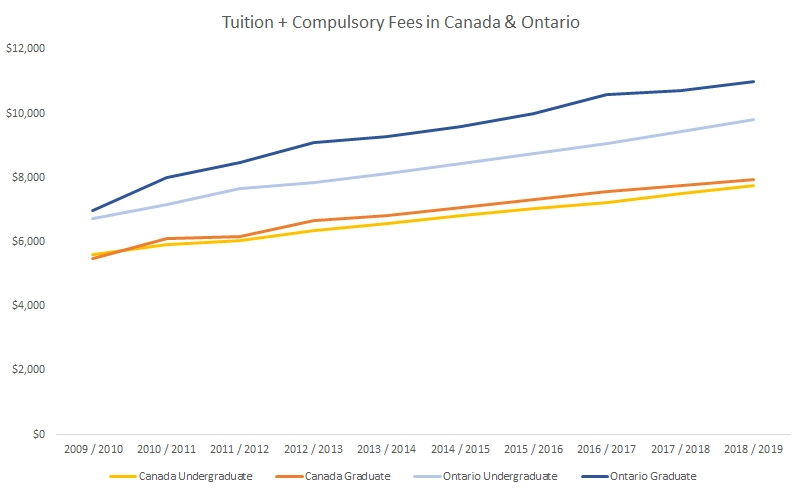 Tuition + Compulsory Fees in Canada & Ontario
$12,000
$10,000
$8,000
$6,000
$4,000
$2,000
$0
2009 / 2010 2010 / 2011 2011 / 2012 2012 / 2013 2013 / 2014 2014 / 2015 2015 / 2016 2016 / 2017 2017 / 2018 2018 / 2019
Canada Undergraduate Canada Graduate Ontario Undergraduate Ontario Graduate